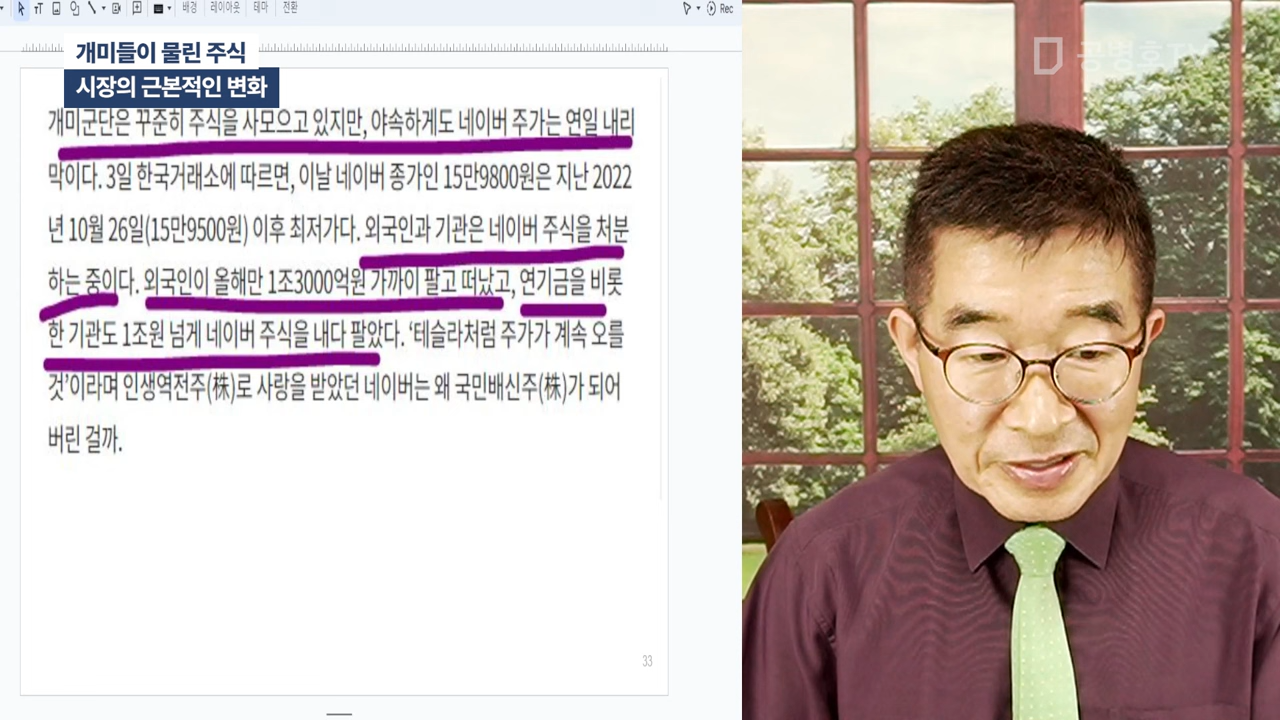 배경 레이아웃 테마 전환
Rec
개미들이 물린 주식
시장의 근본적인 변화
공병호TV
개미군단은 꾸준히 주식을 사모으고 있지만, 야속하게도 네이버 주가는 연일 내리
막이다. 3일 한국거래소에 따르면, 이날 네이버 종가인 15만9800원은 지난 2022
년 10월 26일(15만9500원) 이후 최저가다. 외국인과 기관은 네이버 주식을 처분
하는 중이다. 외국인이 올해만 1조3000억원 가까이 팔고 떠났고, 연기금을 비롯
한 기관도 1조원 넘게 네이버 주식을 내다 팔았다. ‘테슬라처럼 주가가 계속 오를
것’이라며 인생역전주(株)로 사랑을 받았던 네이버는 왜 국민배신주(株)가 되어
버린 걸까.
33